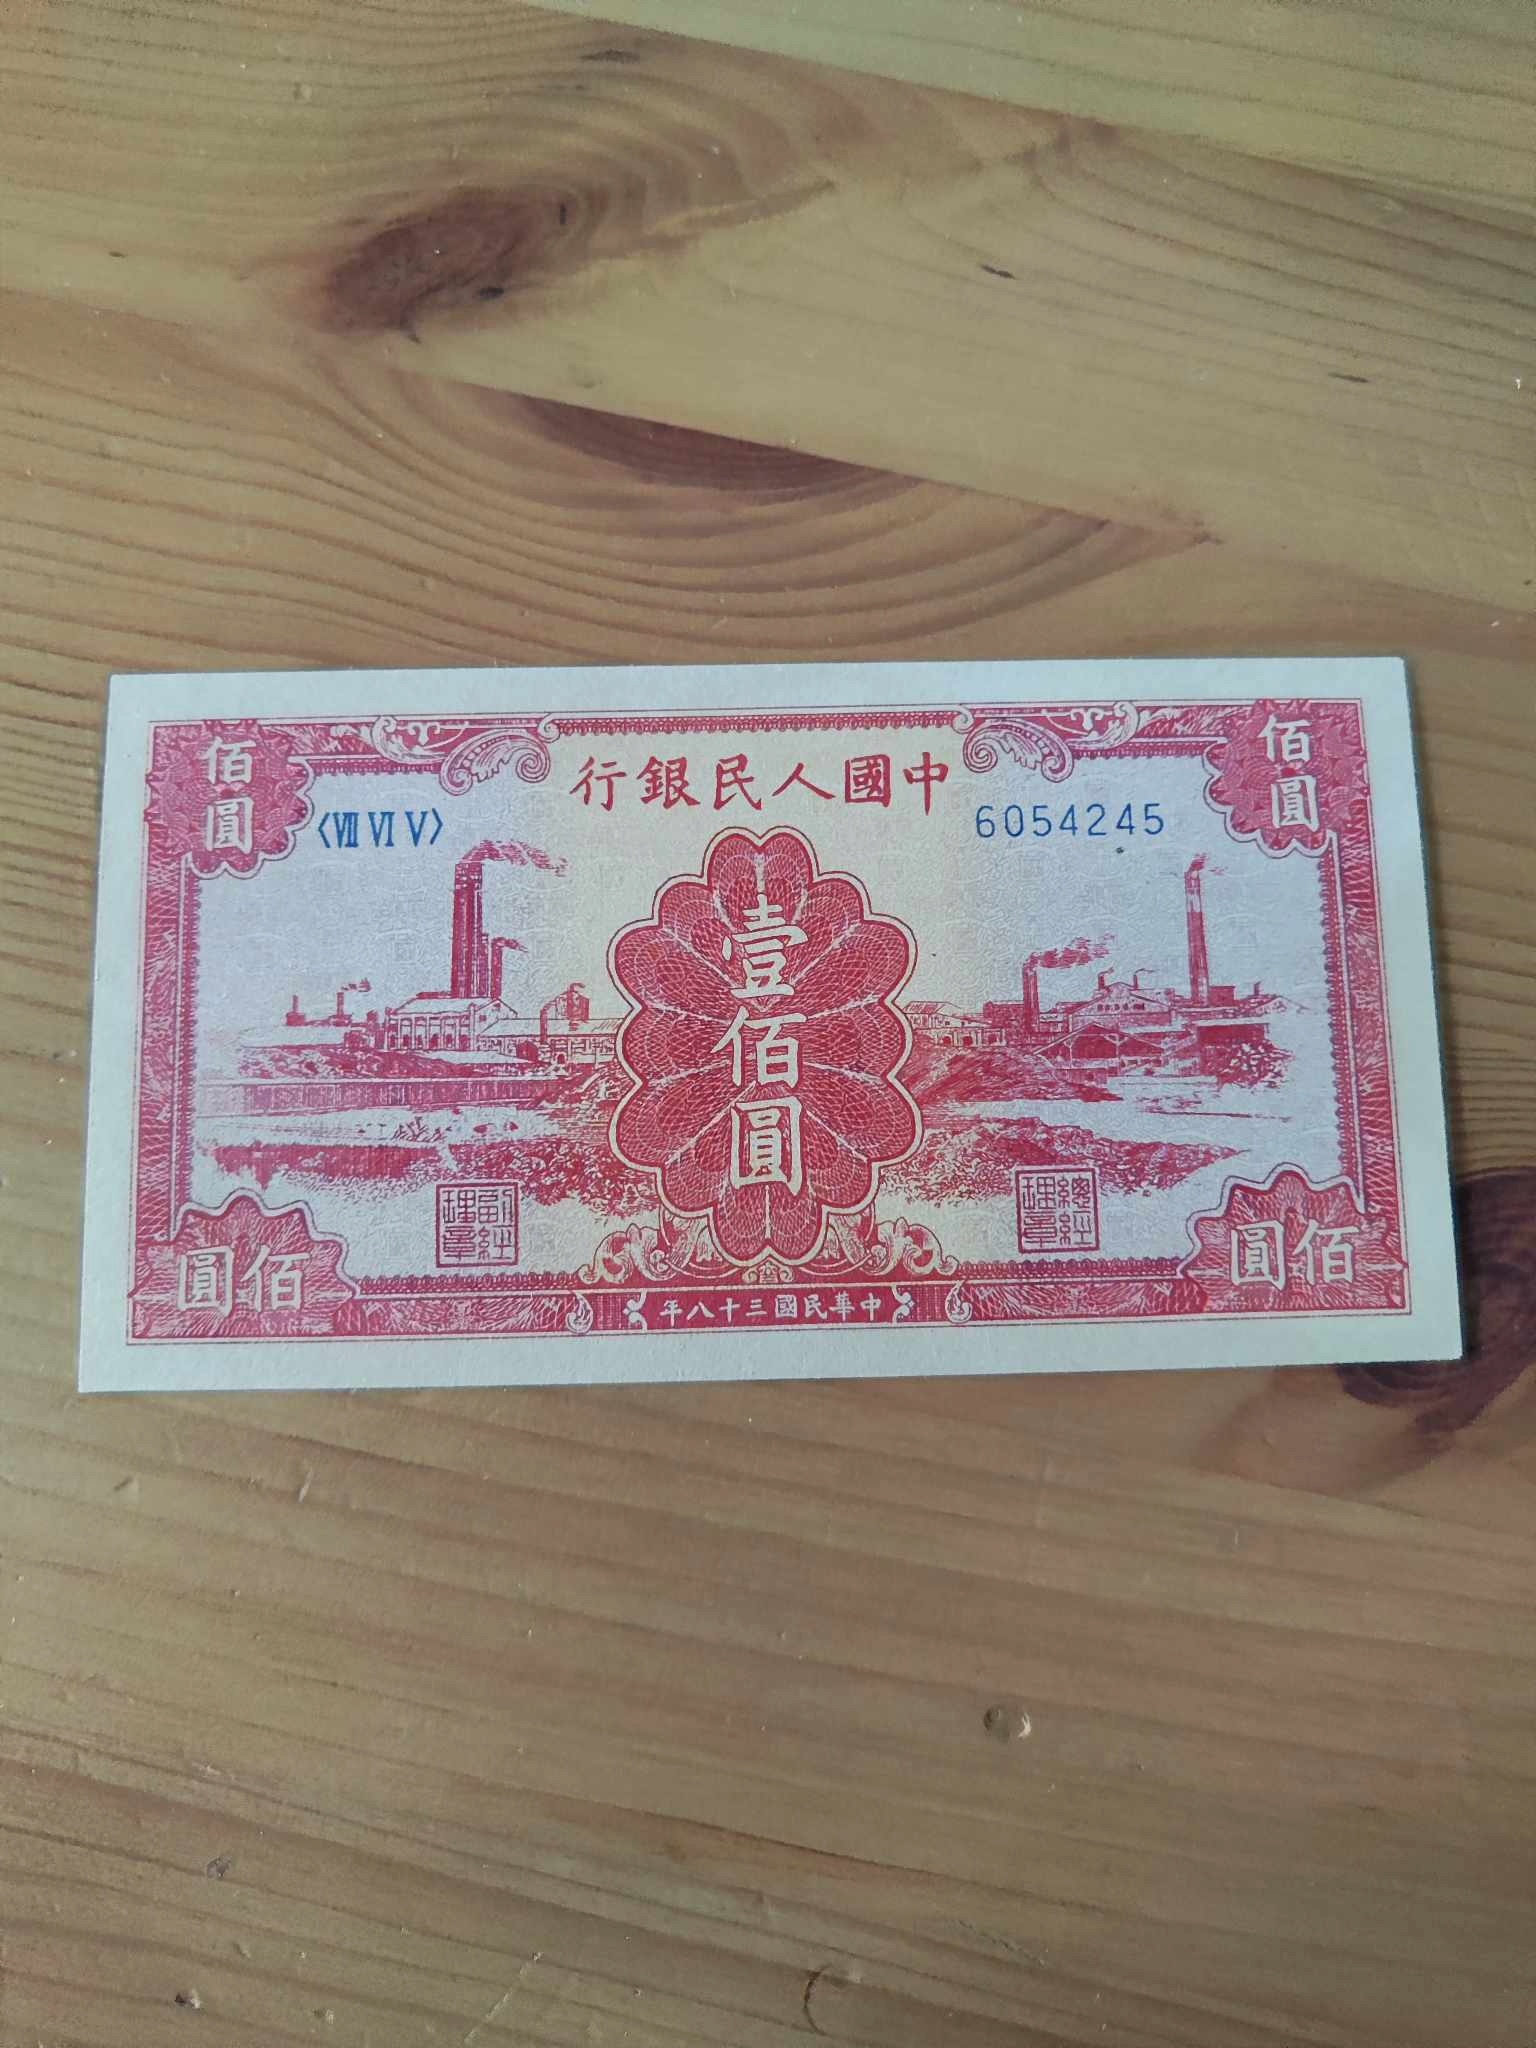 中國人民銀行
佰圓
佰圓
〈Ⅷ Ⅵ Ⅴ〉
6054245
壹佰圓
副經理章
總經理章
佰圓
佰圓
中華民國三十八年